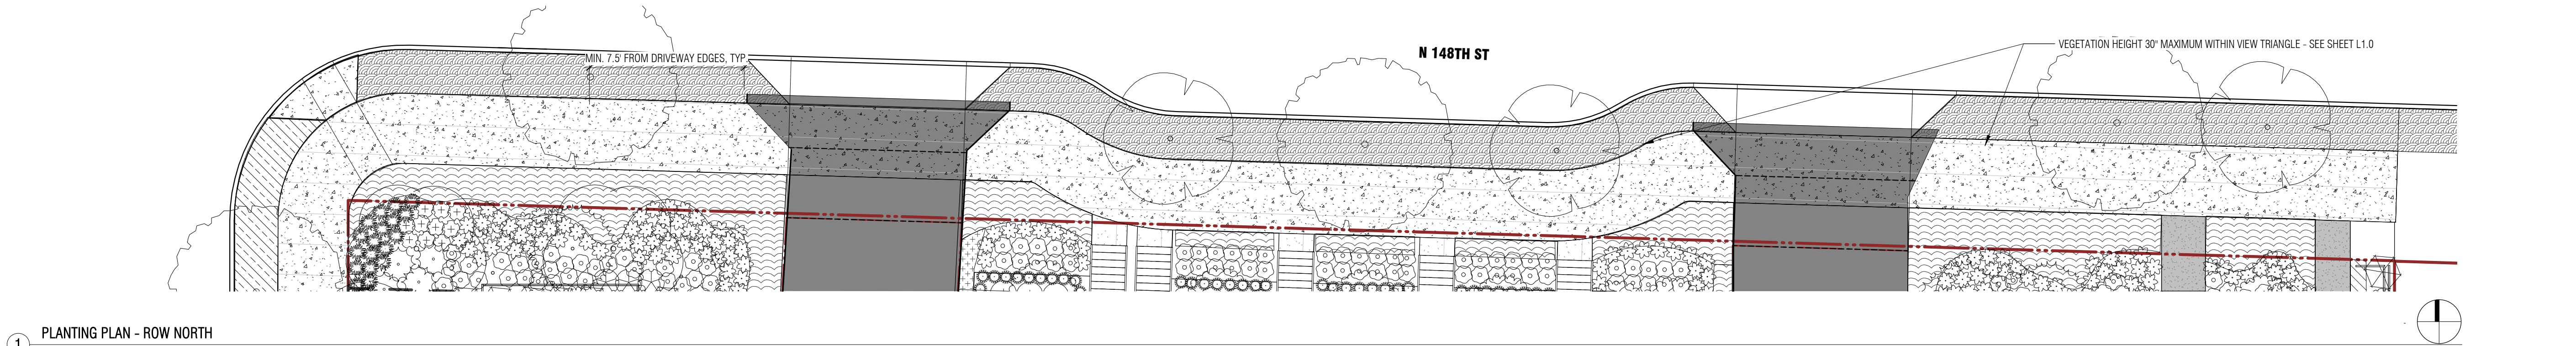 N 148TH ST
VEGETATION HEIGHT 30" MAXIMUM WITHIN VIEW TRIANGLE - SEE SHEET L1.0
MIN. 7.5' FROM DRIVEWAY EDGES, TYP.
PLANTING PLAN - ROW NORTH
1